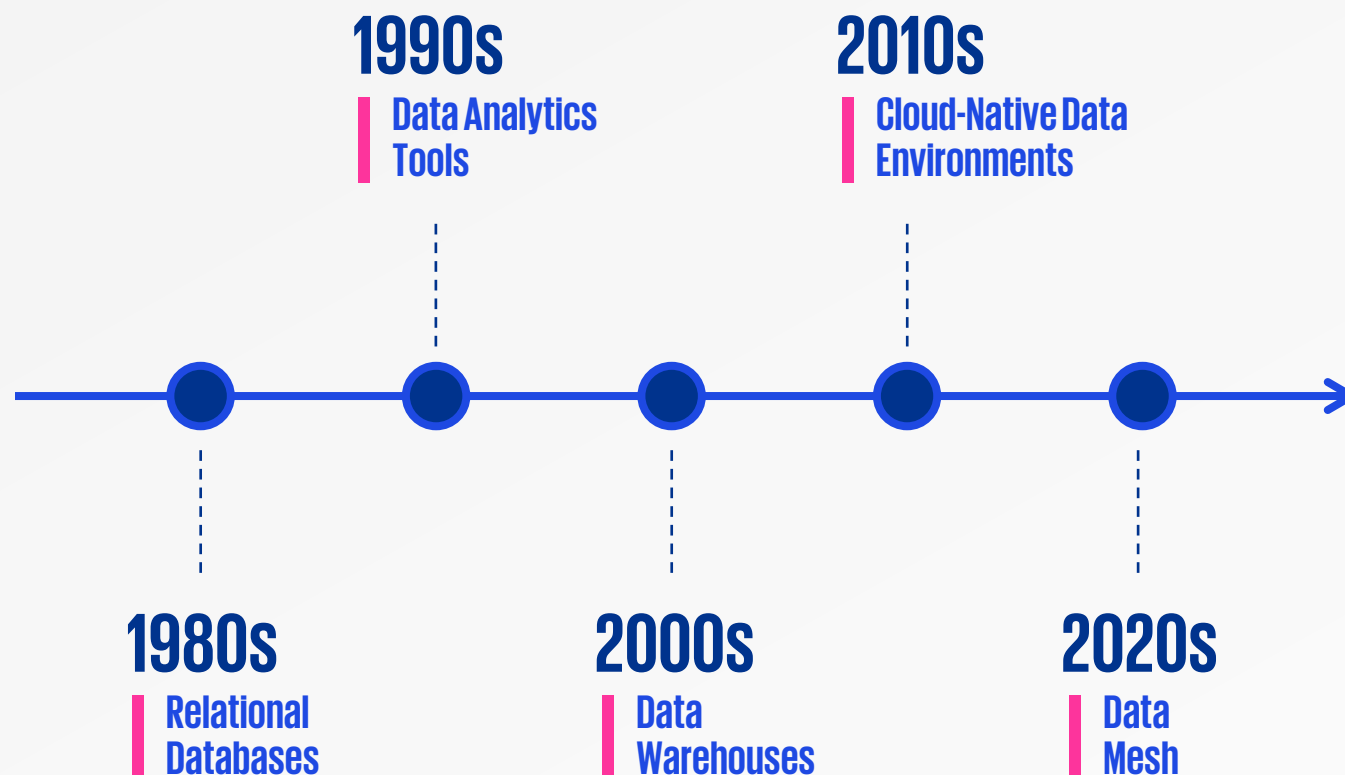 1990s
Data Analytics
Tools
2010s
Cloud-Native Data
Environments
1980s
Relational
Databases
2000s
Data
Warehouses
2020s
Data
Mesh